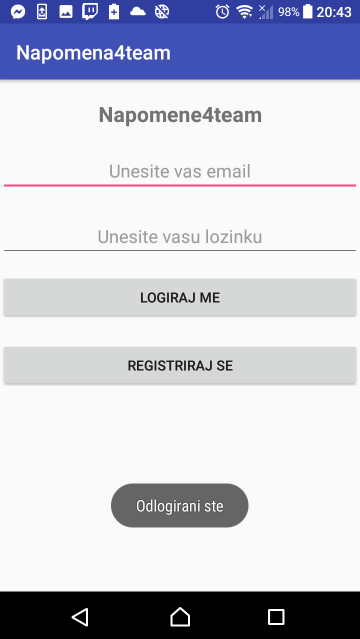 98% 20:43
Napomena4team
Napomene4team
Unesite vas email
Unesite vasu lozinku
LOGIRAJ ME
REGISTRIRAJ SE
Odlogirani ste